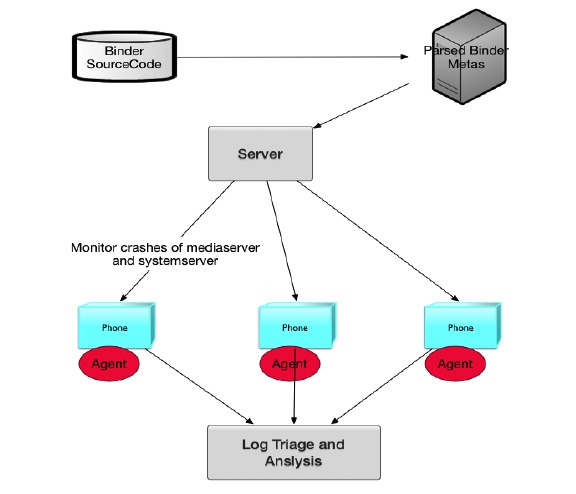 Binder
SourceCode
Parsed Binder
Metas
Server
Monitor crashes of mediaserver
and systemserver
Phone
Phone
Phone
Agent
Agent
Agent
Log Triage and
Anslysis